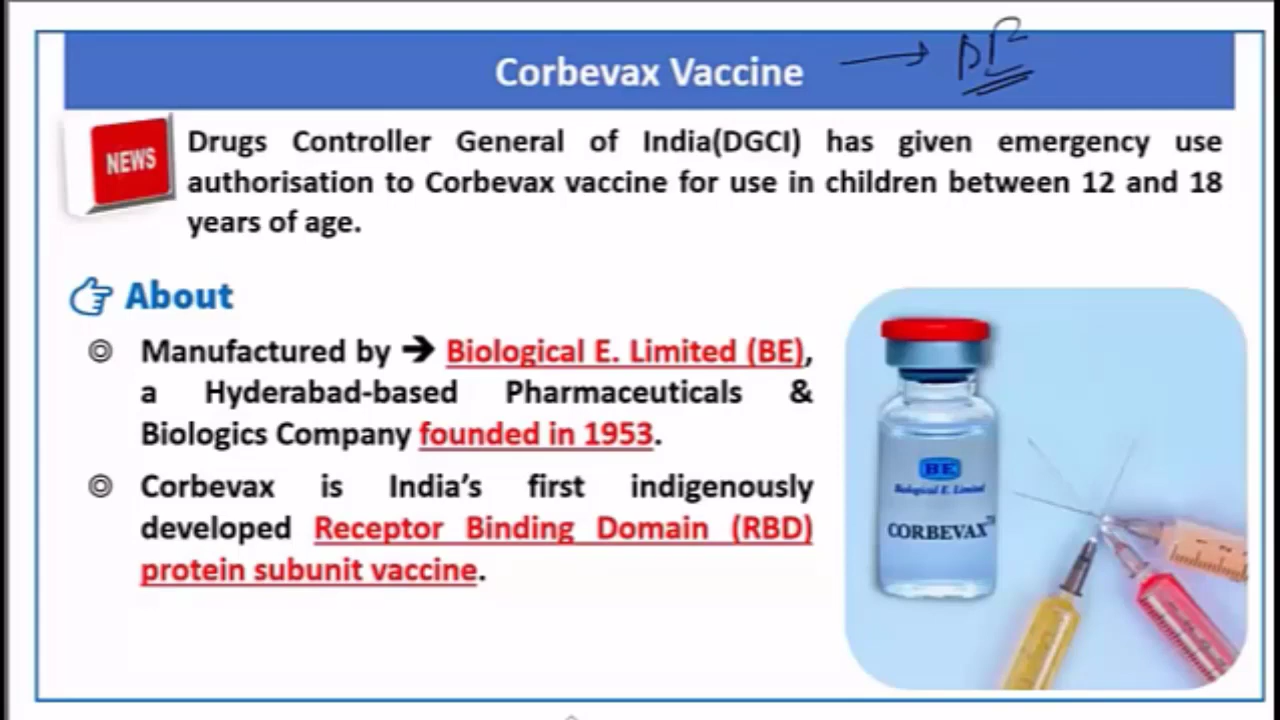 Corbevax Vaccine
NEWS
Drugs Controller General of India(DGCI) has given emergency use
authorisation to Corbevax vaccine for use in children between 12 and 18
years of age.
About
Manufactured by ➔ Biological E. Limited (BE),
a Hyderabad-based Pharmaceuticals &
Biologics Company founded in 1953.
Corbevax is India's first indigenously
developed Receptor Binding Domain (RBD)
protein subunit vaccine.
BE
Biological E. Limited
CORBEVAX